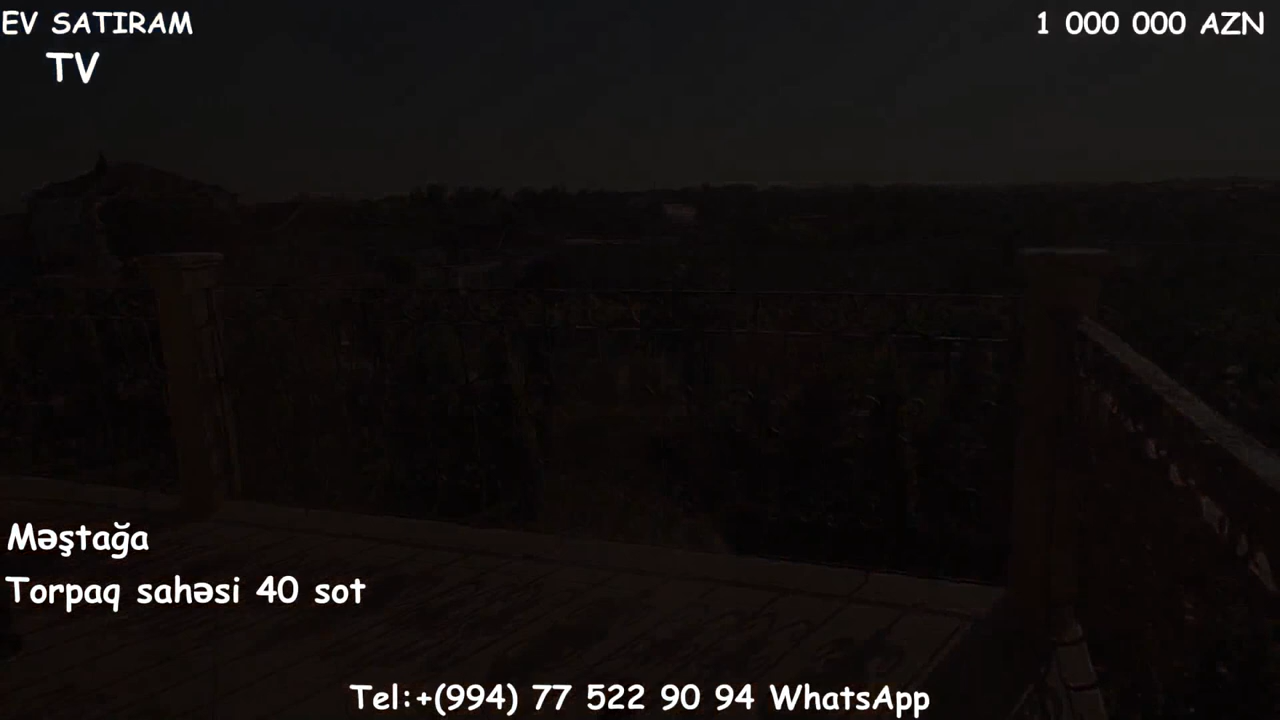 EV SATIRAM
TV
1 000 000 AZN
Məştağa
Torpaq sahəsi 40 sot
Tel:+(994) 77 522 90 94 WhatsApp